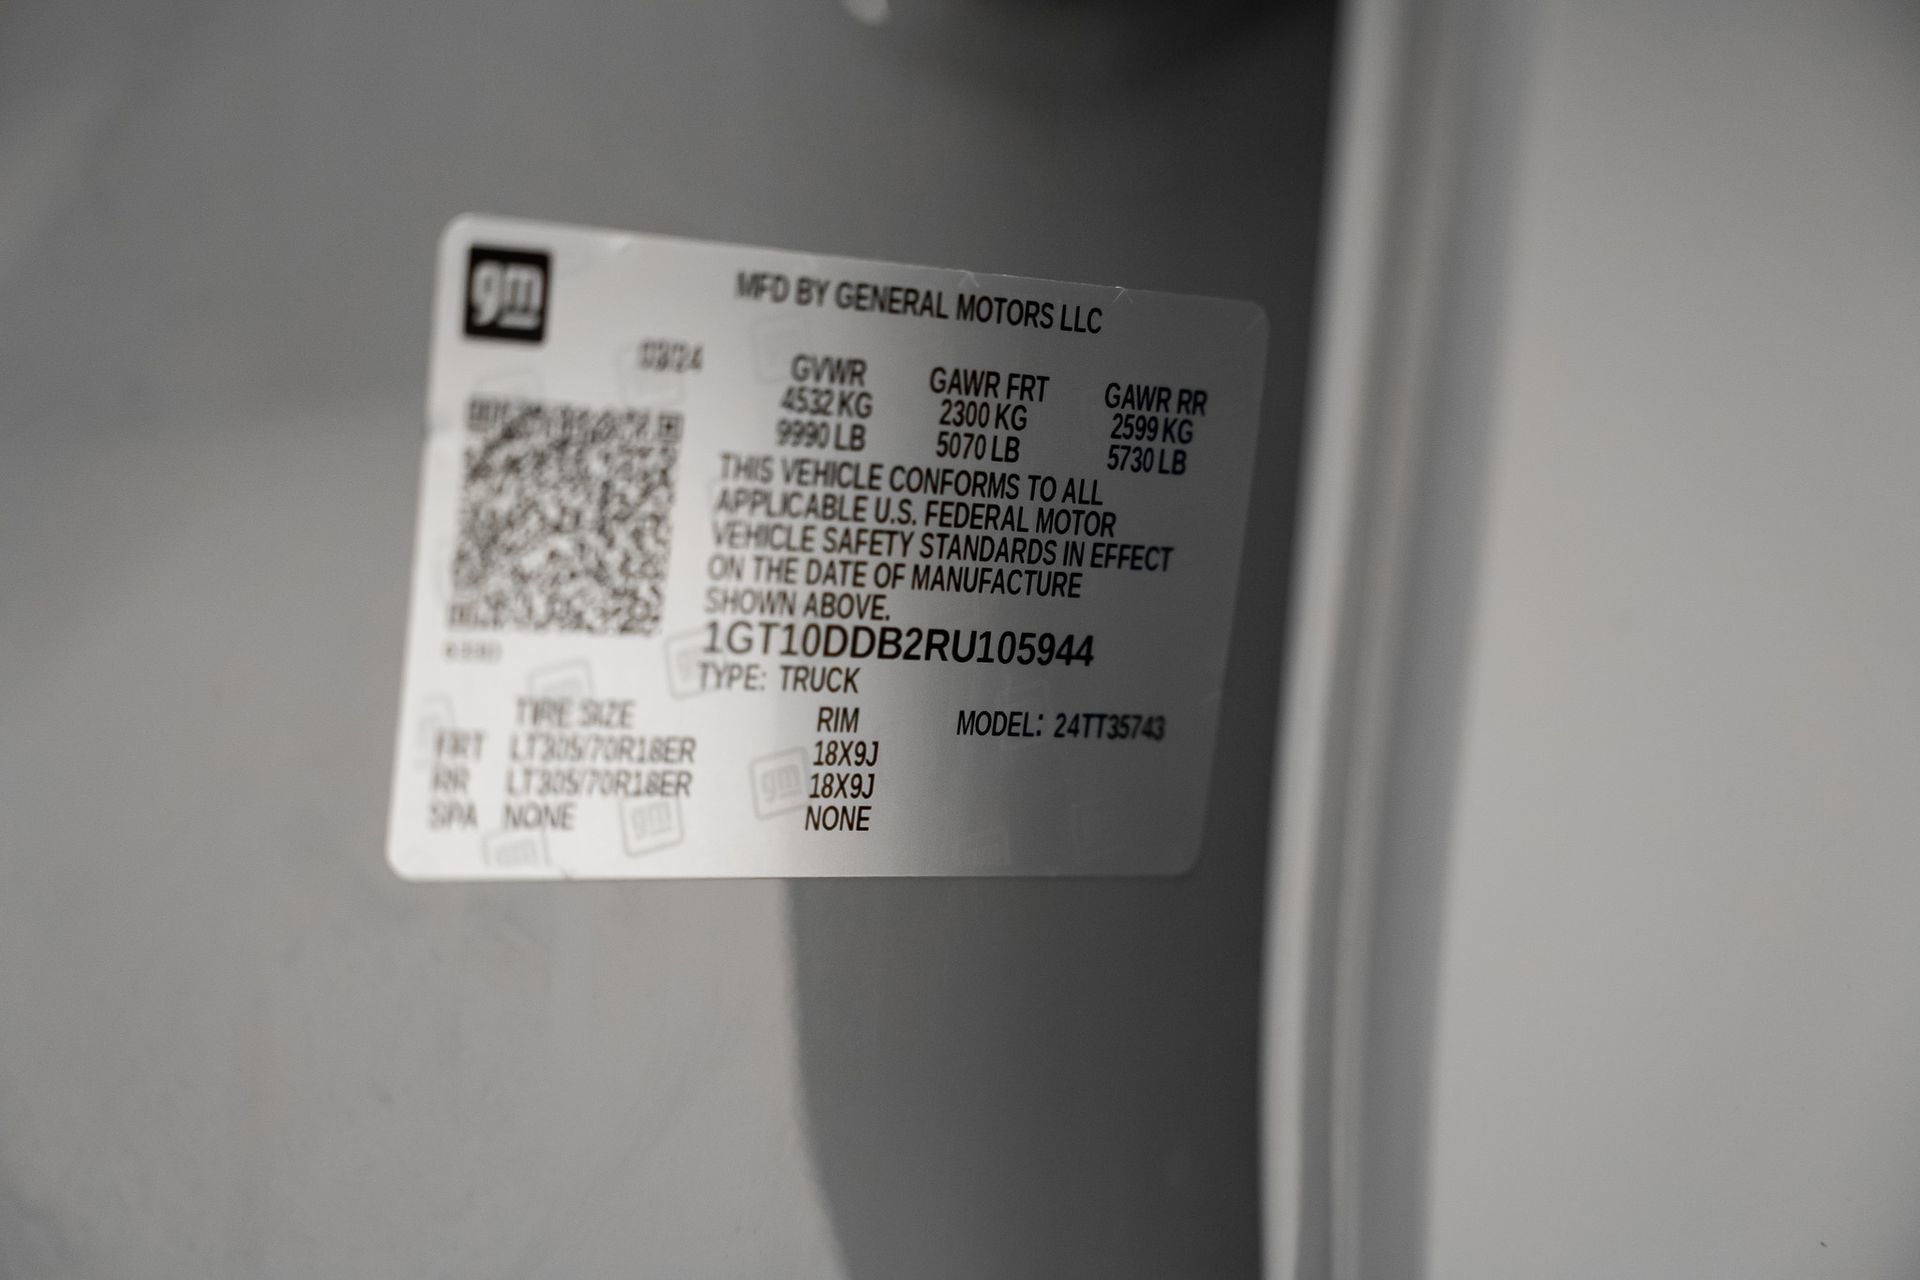 gm
MFD BY GENERAL MOTORS LLC
03/24
GVWR GAWR FRT GAWR RR
4532 KG 2300 KG 2599 KG
9990 LB 5070 LB 5730 LB
THIS VEHICLE CONFORMS TO ALL
APPLICABLE U.S. FEDERAL MOTOR
VEHICLE SAFETY STANDARDS IN EFFECT
ON THE DATE OF MANUFACTURE
SHOWN ABOVE.
1GT10DDB2RU105944
TYPE: TRUCK
TIRE SIZE RIM MODEL: 24TT35743
FRT LT305/70R18ER 18X9J
RR LT305/70R18ER 18X9J
SPA NONE NONE